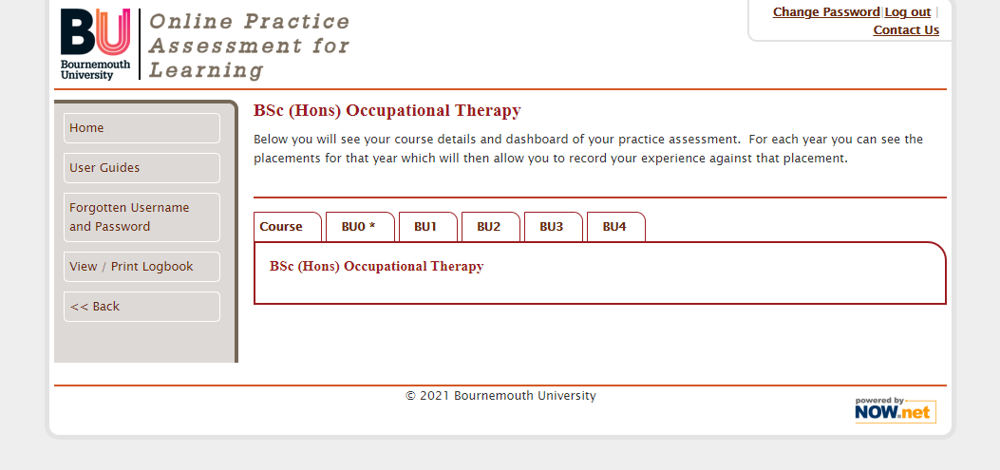 BU
Bournemouth
University
Online Practice
Assessment for
Learning
Change Password|Log out |
Contact Us
Home
User Guides
Forgotten Username
and Password
View / Print Logbook
<< Back
BSc (Hons) Occupational Therapy
Below you will see your course details and dashboard of your practice assessment. For each year you can see the
placements for that year which will then allow you to record your experience against that placement.
Course BU0 * BU1 BU2 BU3 BU4
BSc (Hons) Occupational Therapy
© 2021 Bournemouth University
powered by
NOW.net